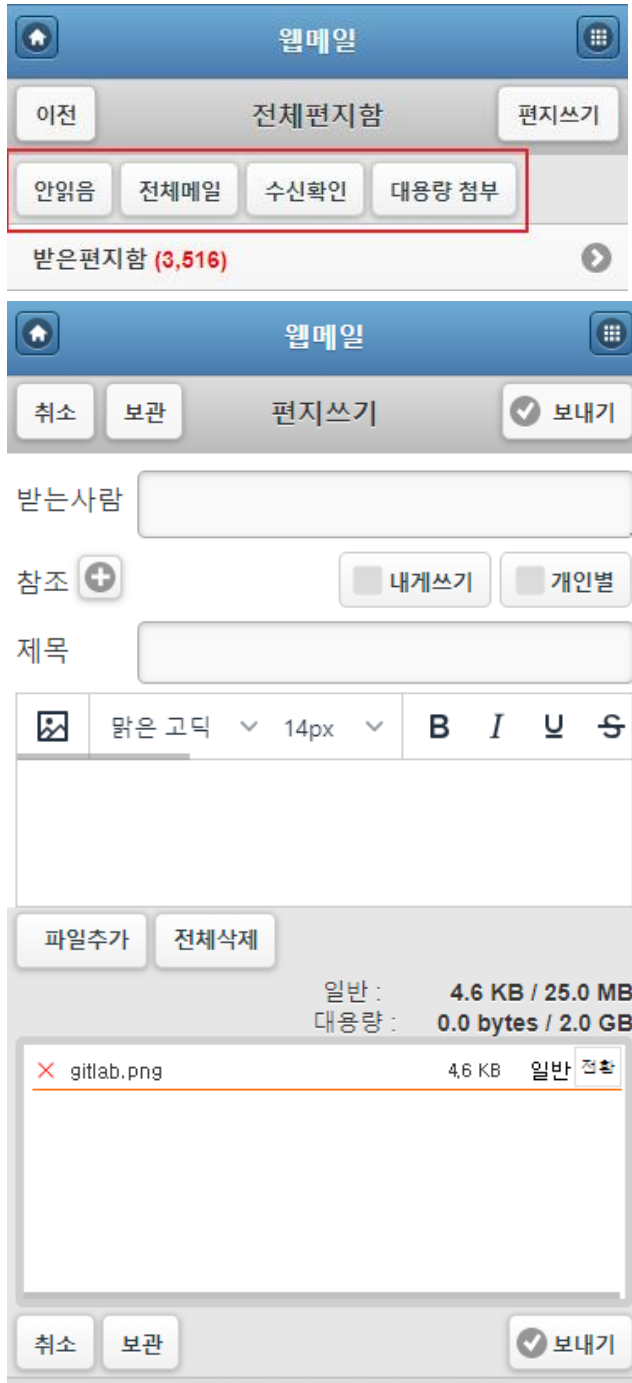 웹메일
이전 전체편지함 편지쓰기
안읽음 전체메일 수신확인 대용량 첨부
받은편지함 (3,516)
웹메일
취소 보관 편지쓰기 보내기
받는사람
참조 내게쓰기 개인별
제목
맑은 고딕 14px B I U S
파일추가 전체삭제
일반 : 4.6 KB / 25.0 MB
대용량 : 0.0 bytes / 2.0 GB
gitlab.png 4.6 KB 일반 전환
취소 보관 보내기